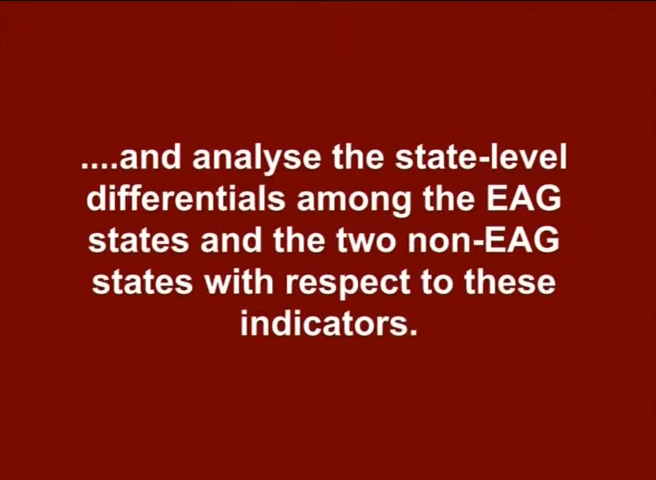 ....and analyse the state-level
differentials among the EAG
states and the two non-EAG
states with respect to these
indicators.